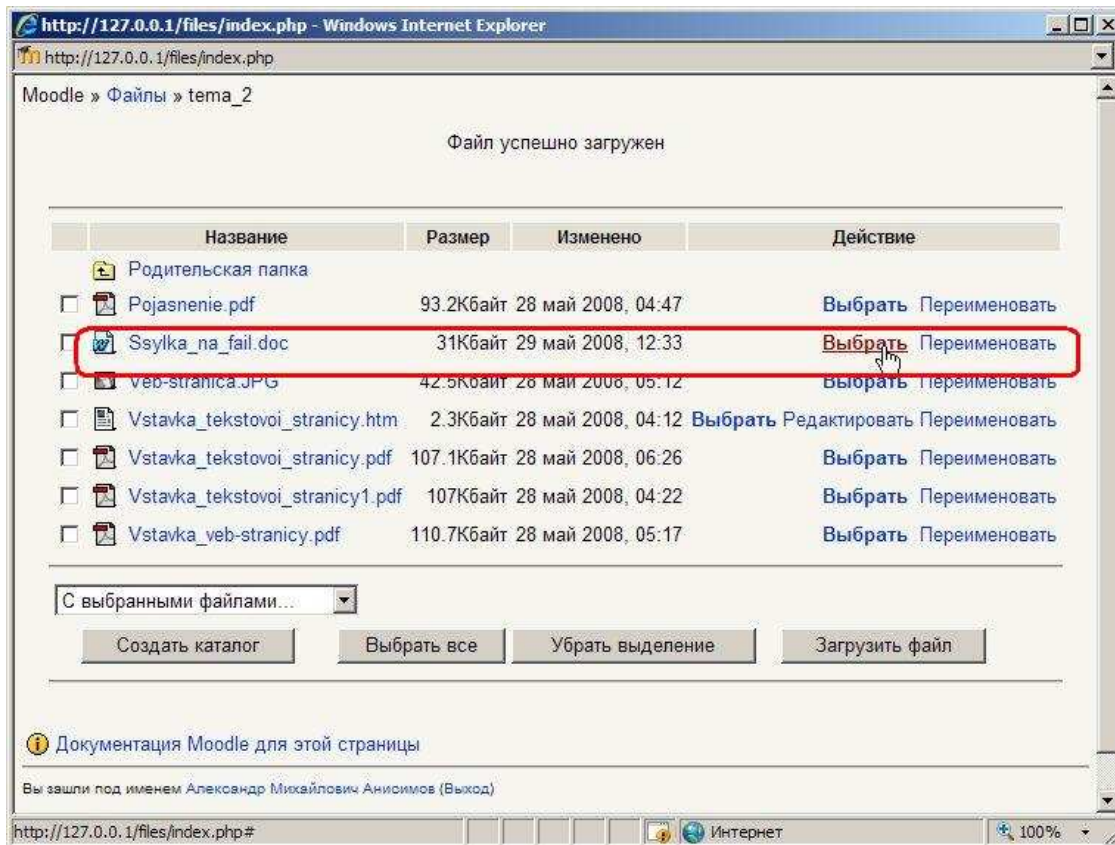 http://127.0.0.1/files/index.php - Windows Internet Explorer
http://127.0.0.1/files/index.php
Moodle » Файлы » tema_2
Файл успешно загружен
Название Размер Изменено Действие
Родительская папка
Pojasnenie.pdf 93.2Кбайт 28 май 2008, 04:47 Выбрать Переименовать
Ssylka_na_fail.doc 31Кбайт 29 май 2008, 12:33 Выбрать Переименовать
Veb-stranica.JPG 42.5Кбайт 28 май 2008, 05:12 Выбрать Переименовать
Vstavka_tekstovoi_stranicy.htm 2.3Кбайт 28 май 2008, 04:12 Выбрать Редактировать Переименовать
Vstavka_tekstovoi_stranicy.pdf 107.1Кбайт 28 май 2008, 06:26 Выбрать Переименовать
Vstavka_tekstovoi_stranicy1.pdf 107Кбайт 28 май 2008, 04:22 Выбрать Переименовать
Vstavka_veb-stranicy.pdf 110.7Кбайт 28 май 2008, 05:17 Выбрать Переименовать
С выбранными файлами...
Создать каталог Выбрать все Убрать выделение Загрузить файл
Документация Moodle для этой страницы
Вы зашли под именем Александр Михайлович Анисимов (Выход)
http://127.0.0.1/files/index.php# Интернет 100%